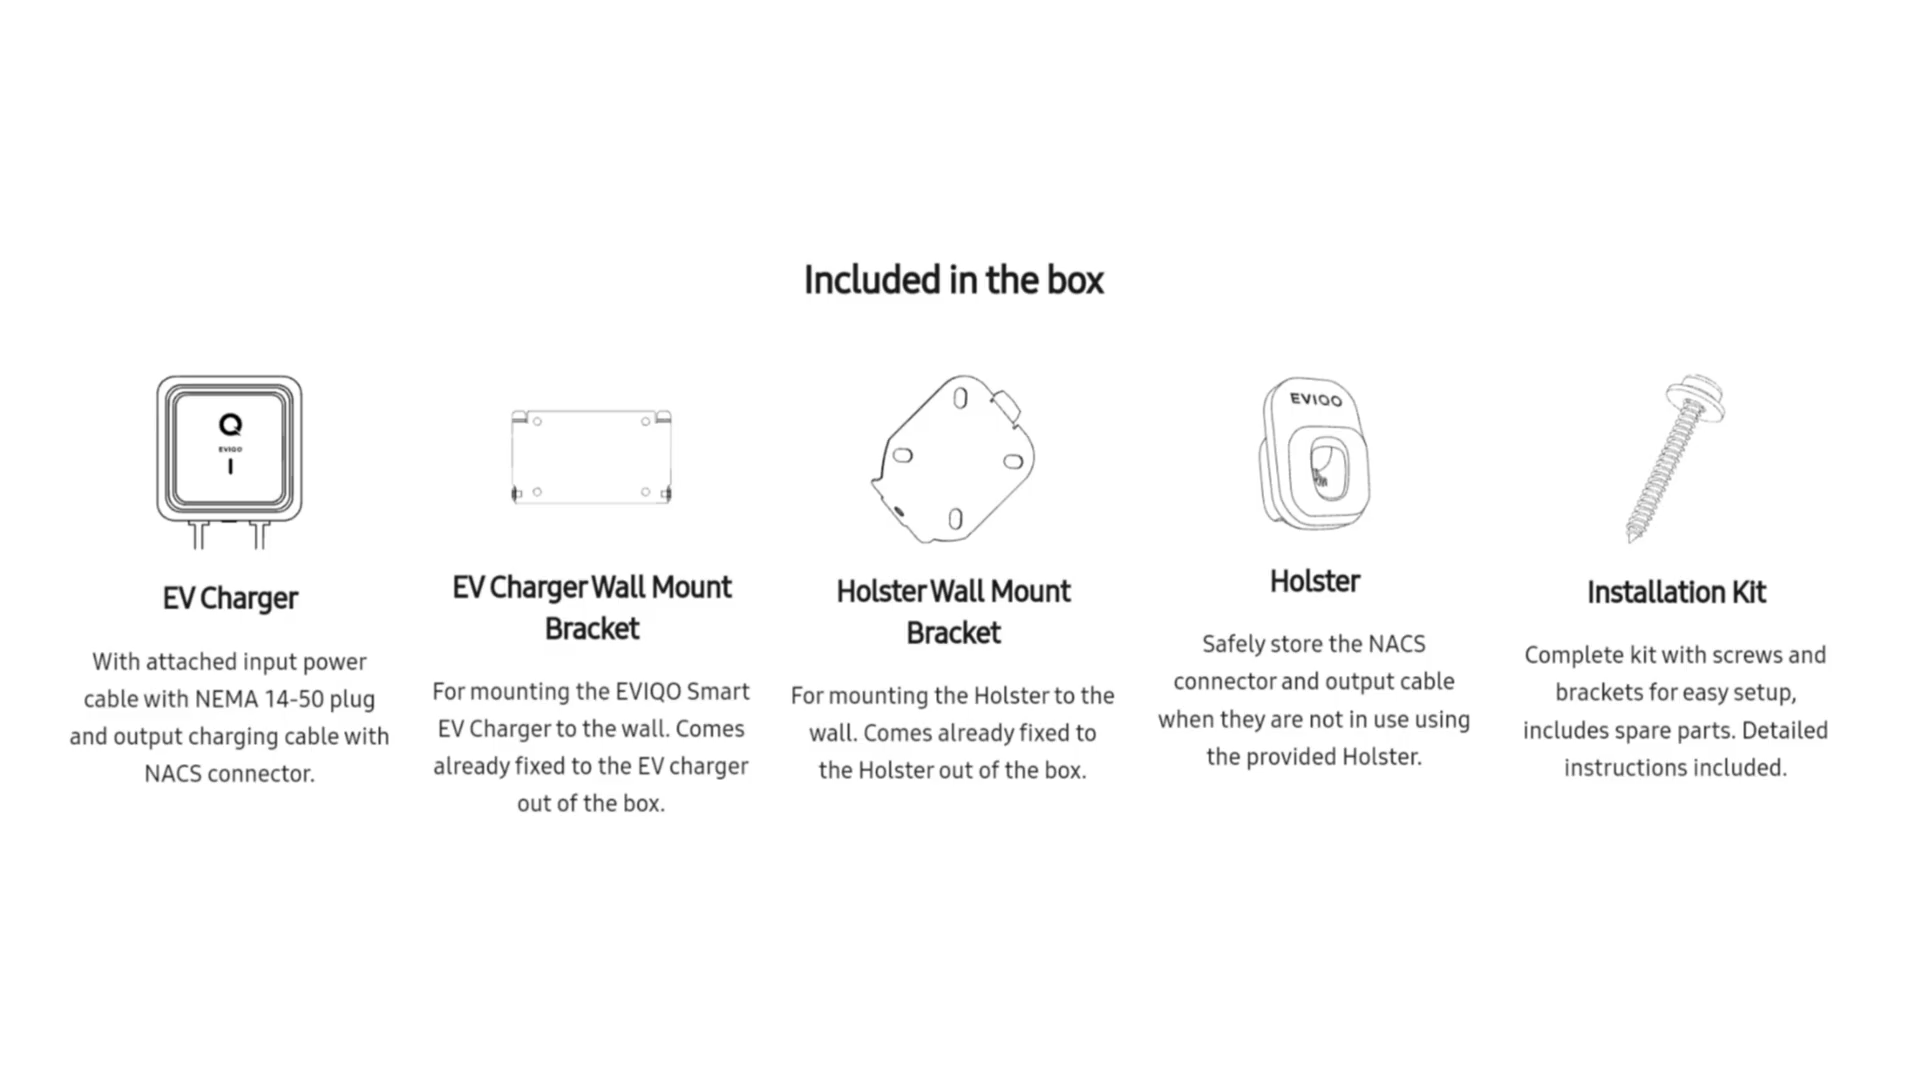 Included in the box
Q
EVIQO
EVIQO
EV Charger
With attached input power
cable with NEMA 14-50 plug
and output charging cable with
NACS connector.
EV Charger Wall Mount
Bracket
For mounting the EVIQO Smart
EV Charger to the wall. Comes
already fixed to the EV charger
out of the box.
Holster Wall Mount
Bracket
For mounting the Holster to the
wall. Comes already fixed to
the Holster out of the box.
Holster
Safely store the NACS
connector and output cable
when they are not in use using
the provided Holster.
Installation Kit
Complete kit with screws and
brackets for easy setup,
includes spare parts. Detailed
instructions included.